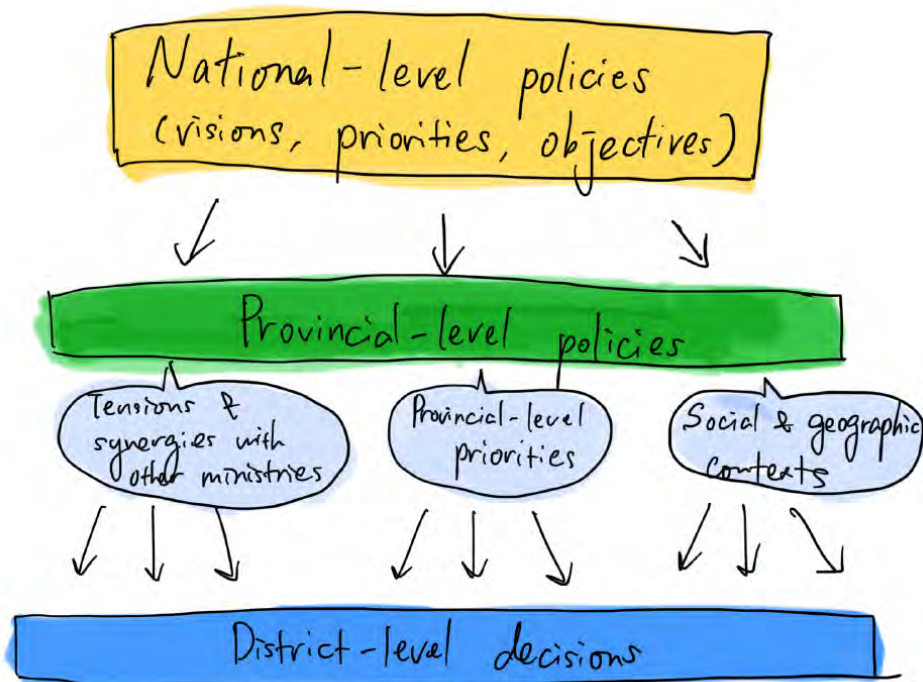 National-level policies
(visions, priorities, objectives)
Provincial-level policies
Tensions &
synergies with
other ministries
Provincial-level
priorities
Social & geographic
contexts
District-level decisions